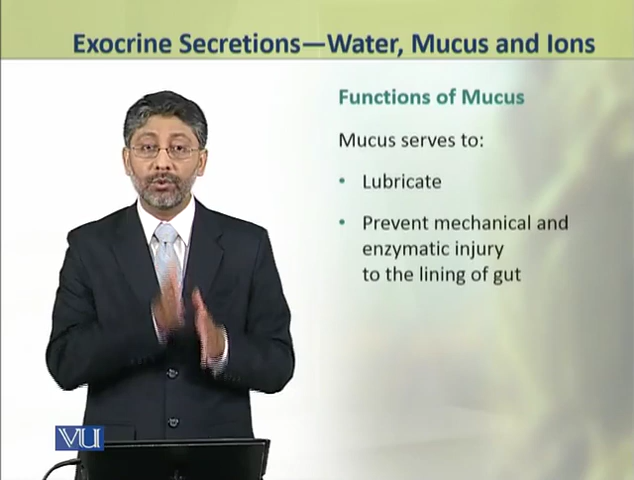 Exocrine Secretions—Water, Mucus and Ions
Functions of Mucus
Mucus serves to:
• Lubricate
• Prevent mechanical and
enzymatic injury
to the lining of gut
VU